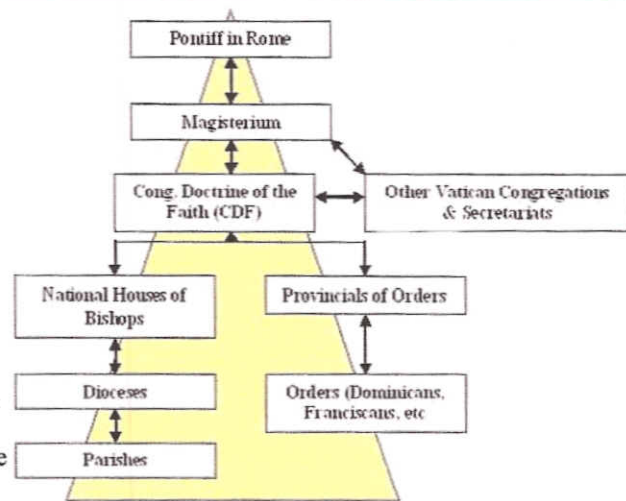 Pontiff in Rome
Magisterium
Cong. Doctrine of the
Faith (CDF)
Other Vatican Congregations
& Secretariats
National Houses of
Bishops
Provincials of Orders
Dioceses
Orders (Dominicans,
Franciscans, etc
Parishes
e